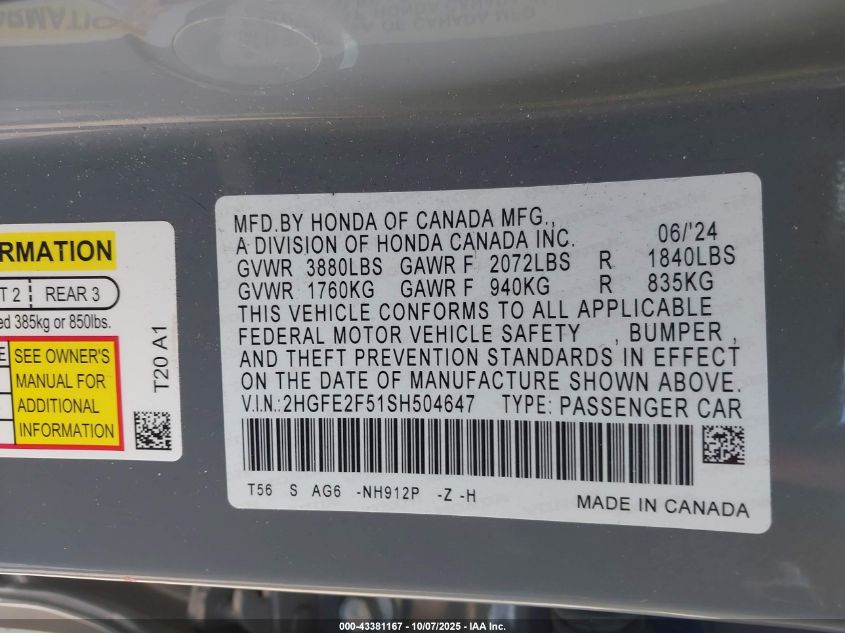 RMATION
T 2 REAR 3
ed 385kg or 850lbs.
E SEE OWNER'S
MANUAL FOR
ADDITIONAL
INFORMATION
T20 A1
MFD.BY HONDA OF CANADA MFG.,
A DIVISION OF HONDA CANADA INC. 06/'24
GVWR 3880LBS GAWR F 2072LBS R 1840LBS
GVWR 1760KG GAWR F 940KG R 835KG
THIS VEHICLE CONFORMS TO ALL APPLICABLE
FEDERAL MOTOR VEHICLE SAFETY , BUMPER ,
AND THEFT PREVENTION STANDARDS IN EFFECT
ON THE DATE OF MANUFACTURE SHOWN ABOVE.
V.I.N.:2HGFE2F51SH504647 TYPE: PASSENGER CAR
T56 S AG6 -NH912P -Z -H
MADE IN CANADA
000-43381167 - 10/07/2025 - IAA Inc.